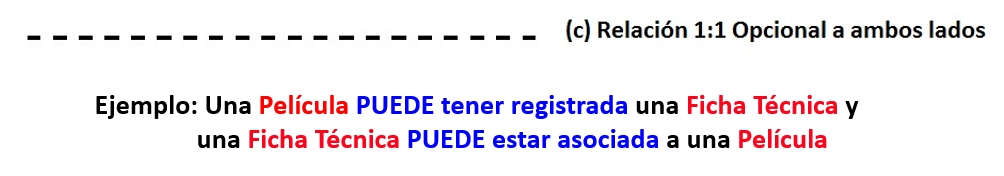 (c) Relación 1:1 Opcional a ambos lados
Ejemplo: Una Película PUEDE tener registrada una Ficha Técnica y
una Ficha Técnica PUEDE estar asociada a una Película